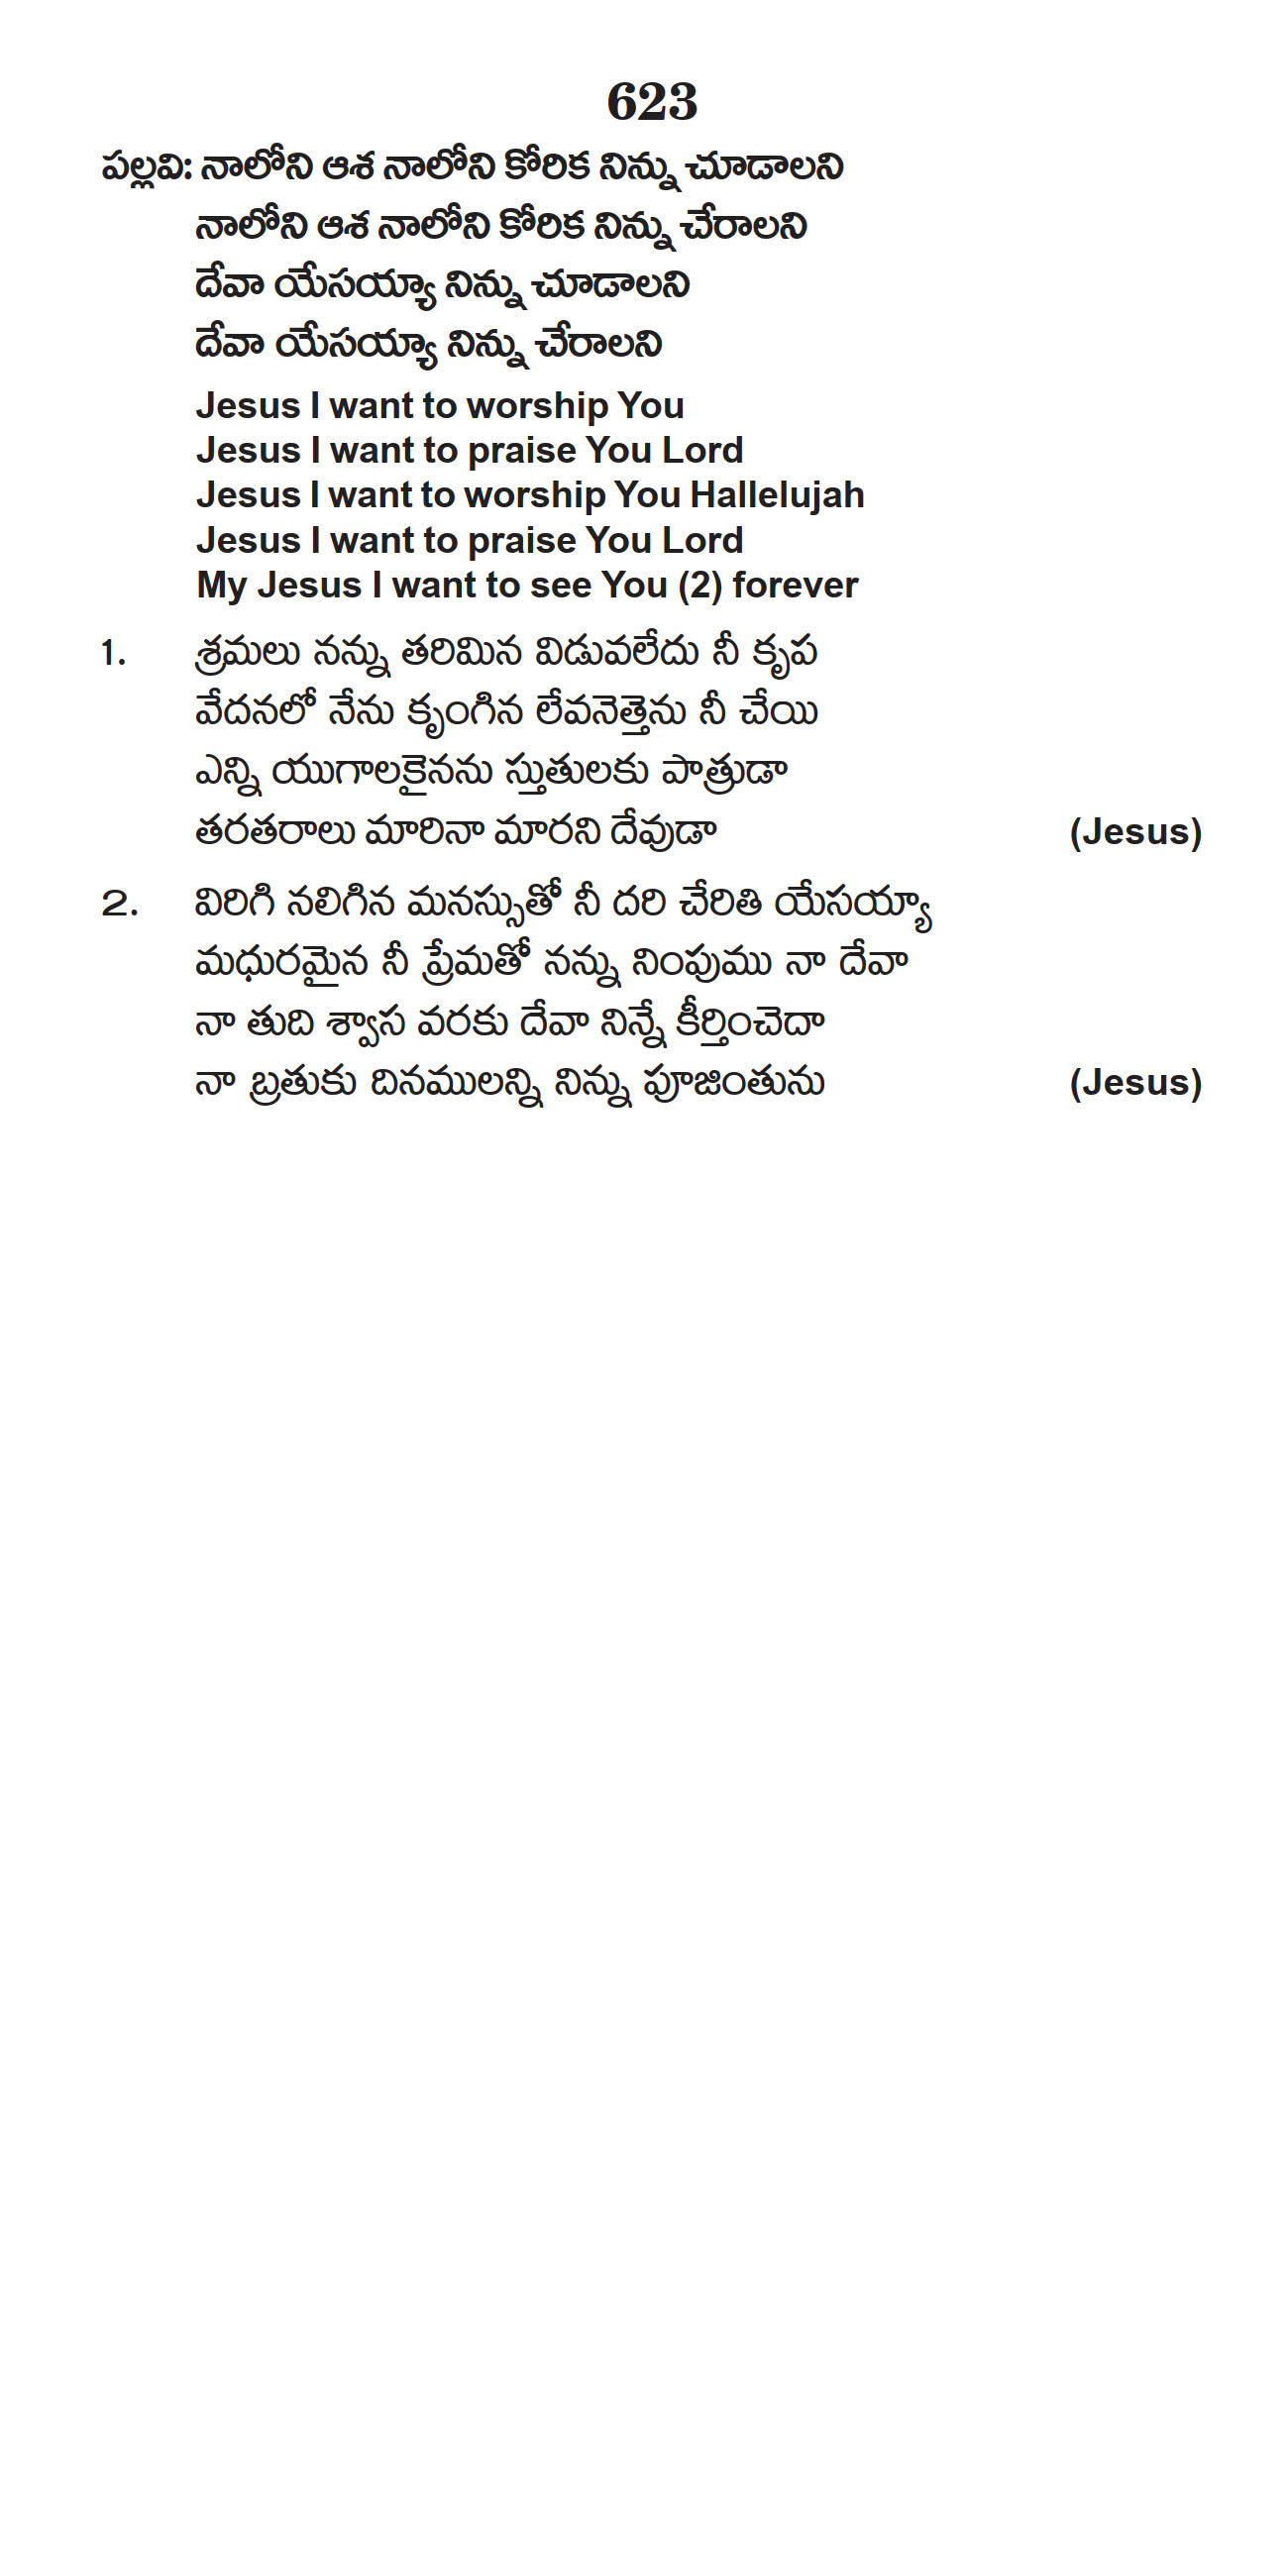 623
పల్లవి: నాలోని ఆశ నాలోని కోరిక నిన్ను చూడాలని
నాలోని ఆశ నాలోని కోరిక నిన్ను చేరాలని
దేవా యేసయ్యా నిన్ను చూడాలని
దేవా యేసయ్యా నిన్ను చేరాలని
Jesus I want to worship You
Jesus I want to praise You Lord
Jesus I want to worship You Hallelujah
Jesus I want to praise You Lord
My Jesus I want to see You (2) forever
1. శ్రమలు నన్ను తరిమిన విడువలేదు నీ కృప
వేదనలో నేను కృంగిన లేవనెత్తెను నీ చేయి
ఎన్ని యుగాలకైనను స్తుతులకు పాత్రుడా
తరతరాలు మారినా మారని దేవుడా (Jesus)
2. విరిగి నలిగిన మనస్సుతో నీ దరి చేరితి యేసయ్యా
మధురమైన నీ ప్రేమతో నన్ను నింపుము నా దేవా
నా తుది శ్వాస వరకు దేవా నిన్నే కీర్తించెదా
నా బ్రతుకు దినములన్ని నిన్ను పూజింతును (Jesus)